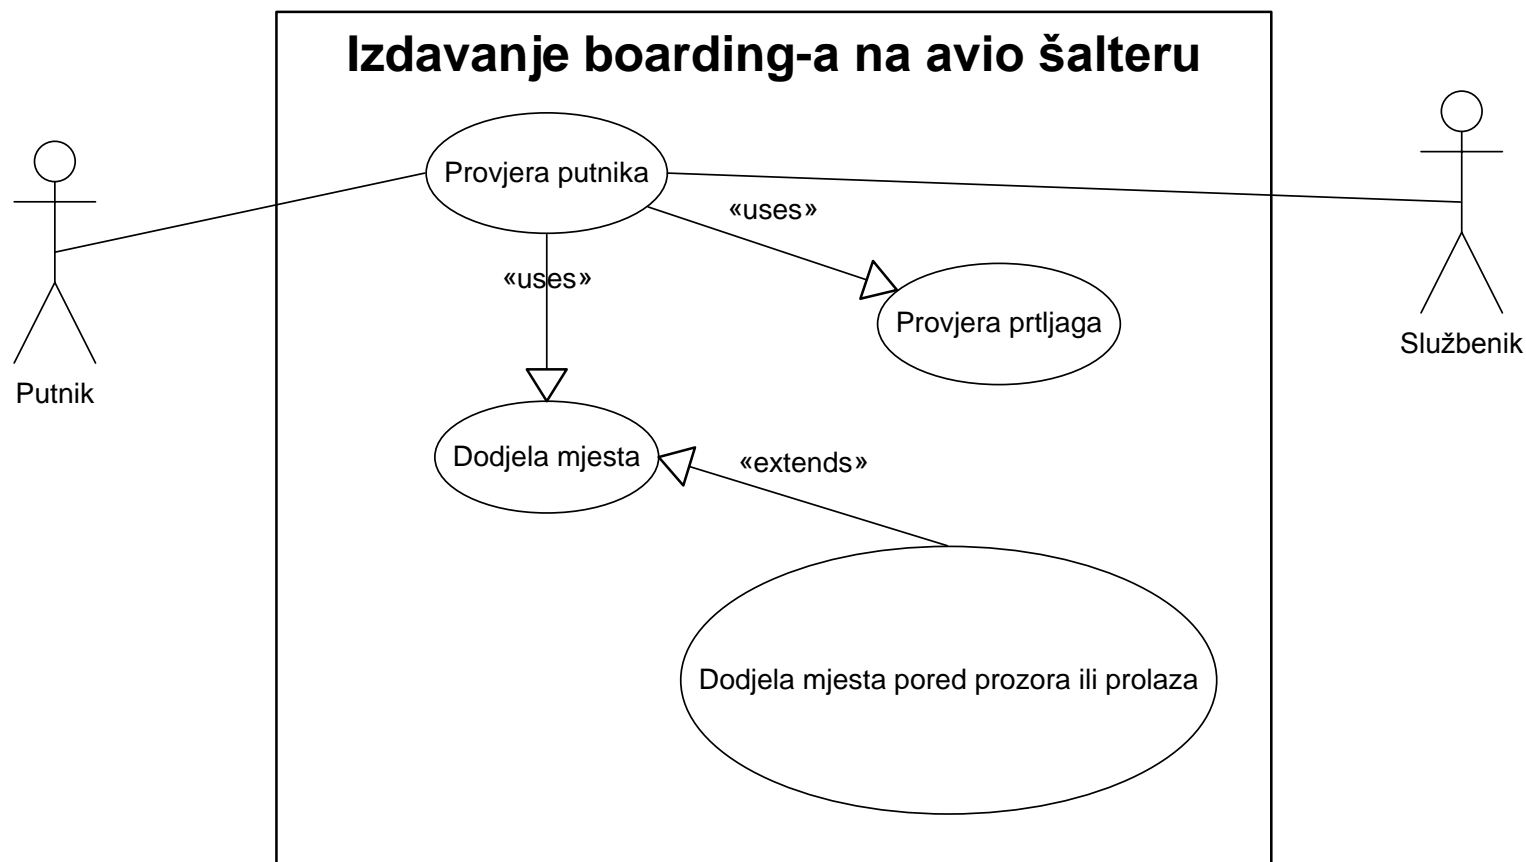 Izdavanje boarding-a na avio šalteru
Provjera putnika
«uses»
«uses»
Provjera prtljaga
Službenik
Putnik
Dodjela mjesta
«extends»
Dodjela mjesta pored prozora ili prolaza